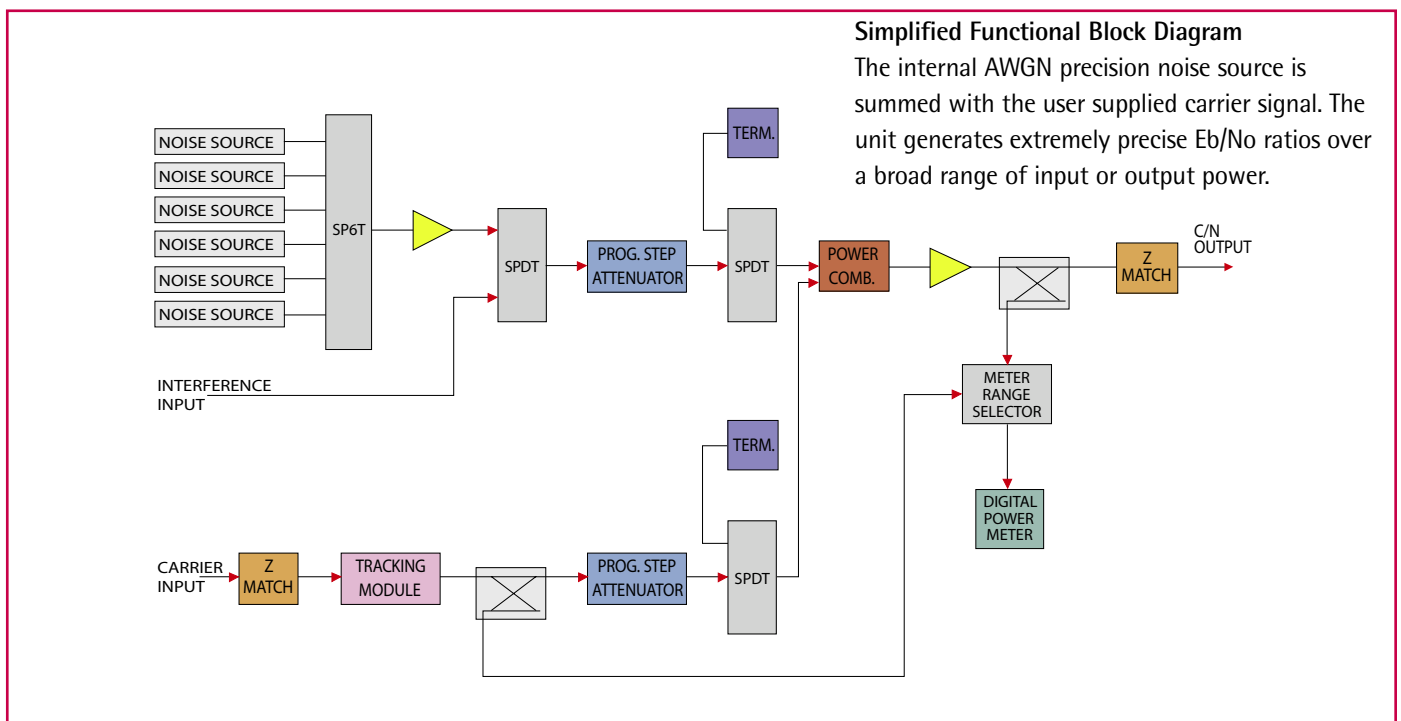 Simplified Functional Block Diagram
The internal AWGN precision noise source is
summed with the user supplied carrier signal. The
unit generates extremely precise Eb/No ratios over
a broad range of input or output power.
NOISE SOURCE
NOISE SOURCE
NOISE SOURCE
NOISE SOURCE
NOISE SOURCE
NOISE SOURCE
SP6T
SPDT
PROG. STEP
ATTENUATOR
TERM.
SPDT
POWER
COMB.
Z
MATCH
C/N
OUTPUT
INTERFERENCE
INPUT
METER
RANGE
SELECTOR
DIGITAL
POWER
METER
TERM.
CARRIER
INPUT
Z
MATCH
TRACKING
MODULE
PROG. STEP
ATTENUATOR
SPDT